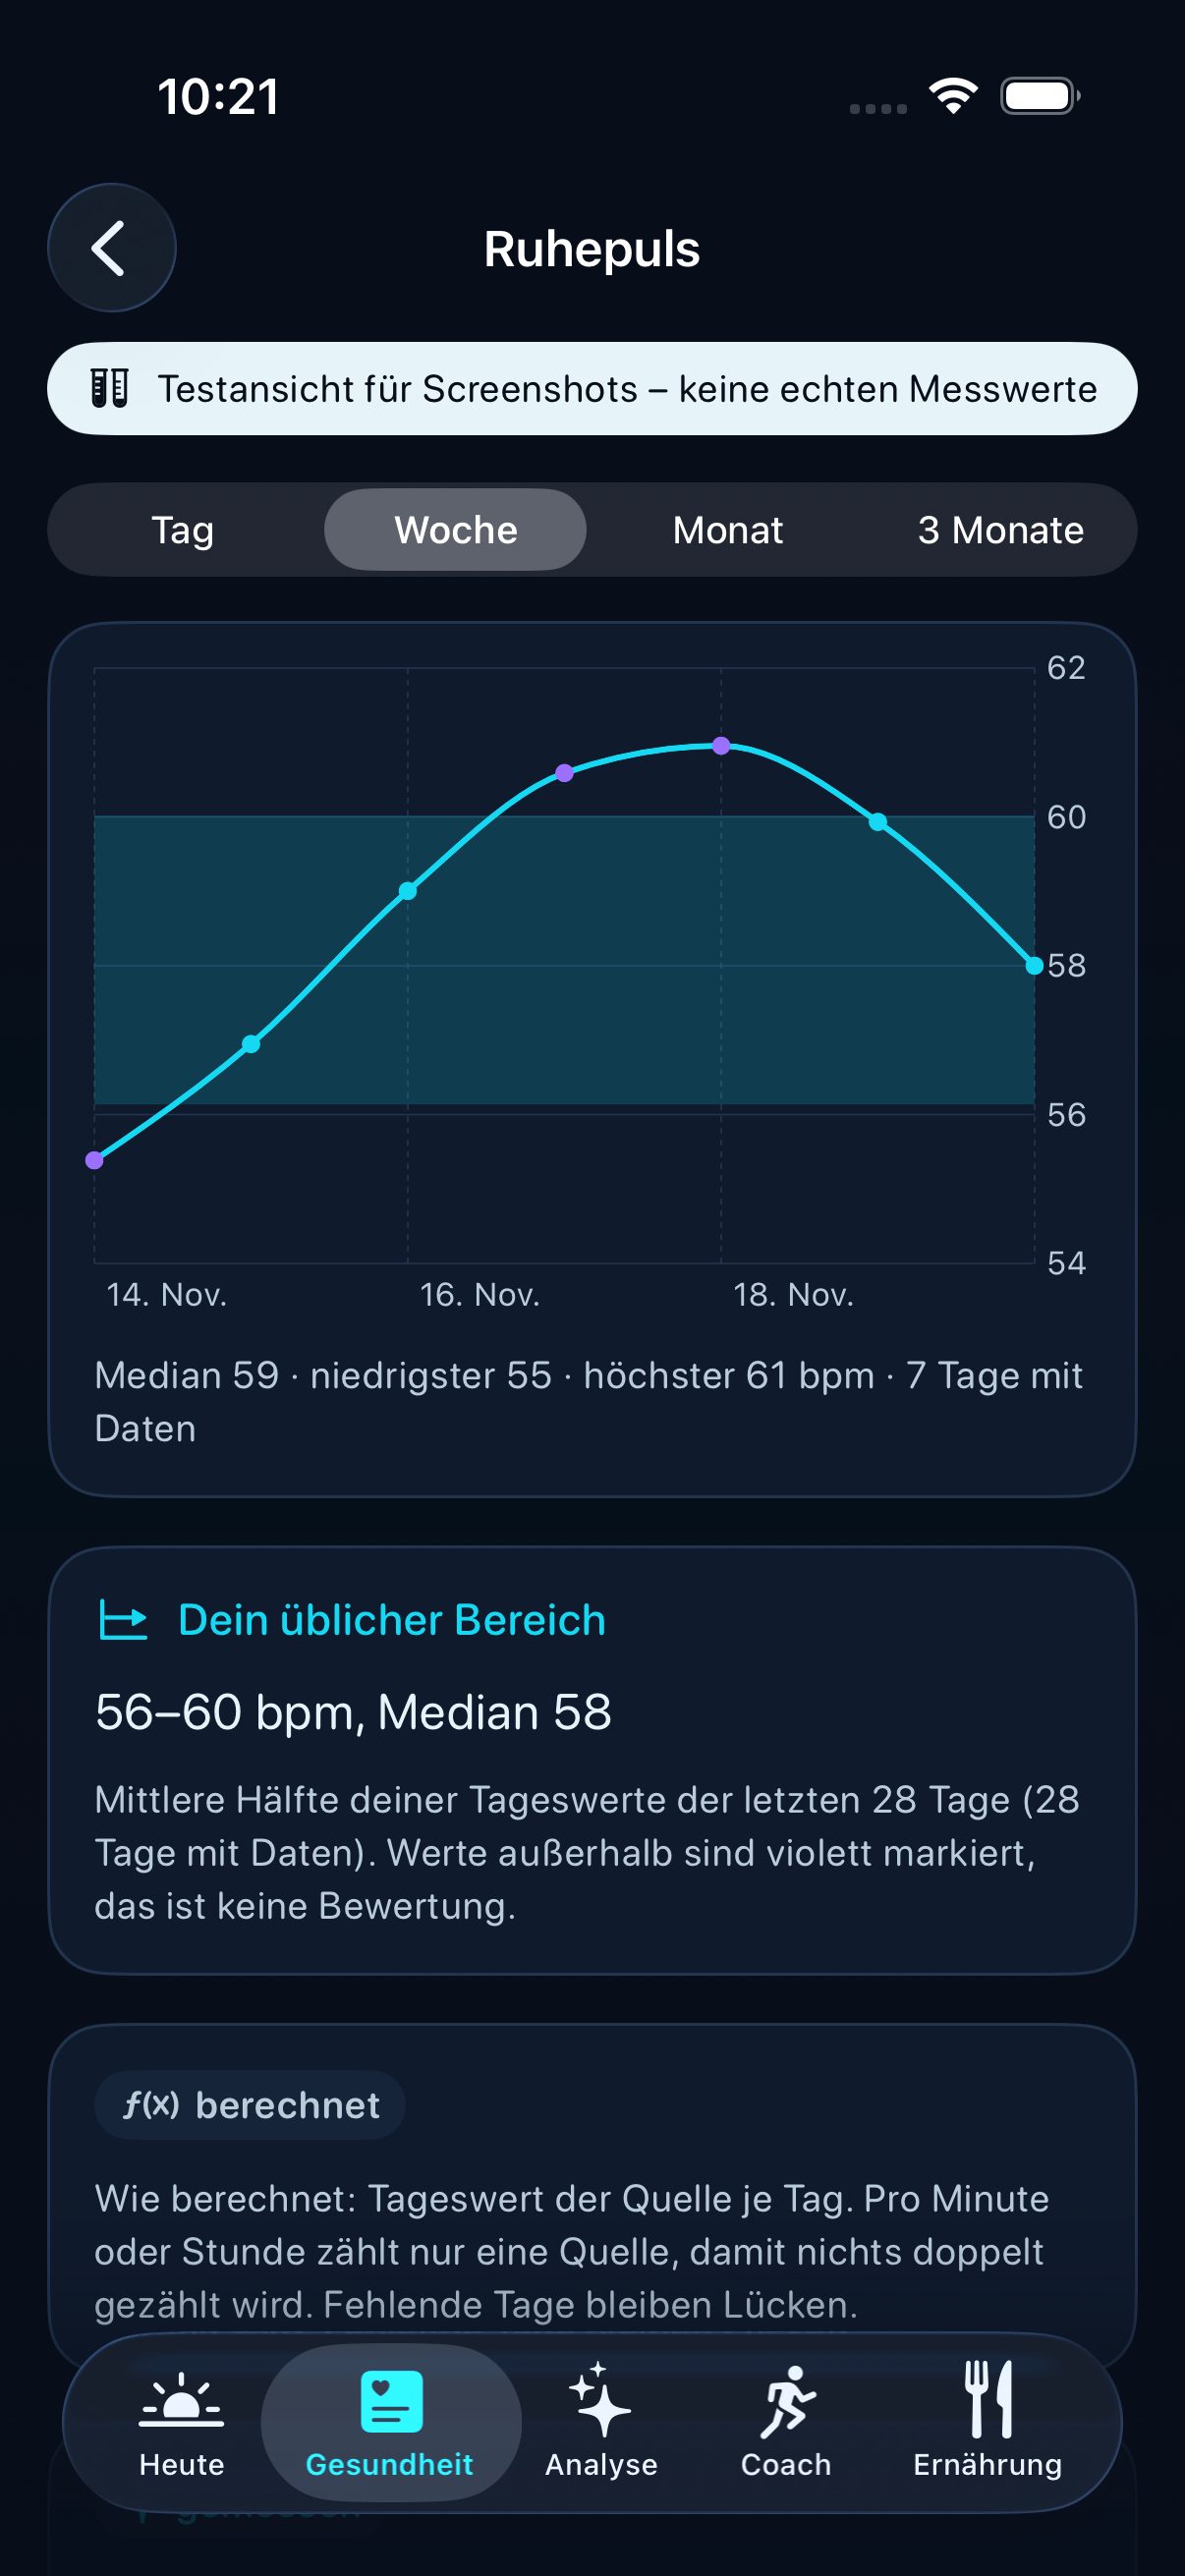 10:21
Ruhepuls
Testansicht für Screenshots – keine echten Messwerte
Tag
Woche
Monat
3 Monate
62
60
58
56
54
14. Nov.
16. Nov.
18. Nov.
Median 59 · niedrigster 55 · höchster 61 bpm · 7 Tage mit
Daten
Dein üblicher Bereich
56–60 bpm, Median 58
Mittlere Hälfte deiner Tageswerte der letzten 28 Tage (28
Tage mit Daten). Werte außerhalb sind violett markiert,
das ist keine Bewertung.
f(x) berechnet
Wie berechnet: Tageswert der Quelle je Tag. Pro Minute
oder Stunde zählt nur eine Quelle, damit nichts doppelt
gezählt wird. Fehlende Tage bleiben Lücken.
Heute
Gesundheit
Analyse
Coach
Ernährung